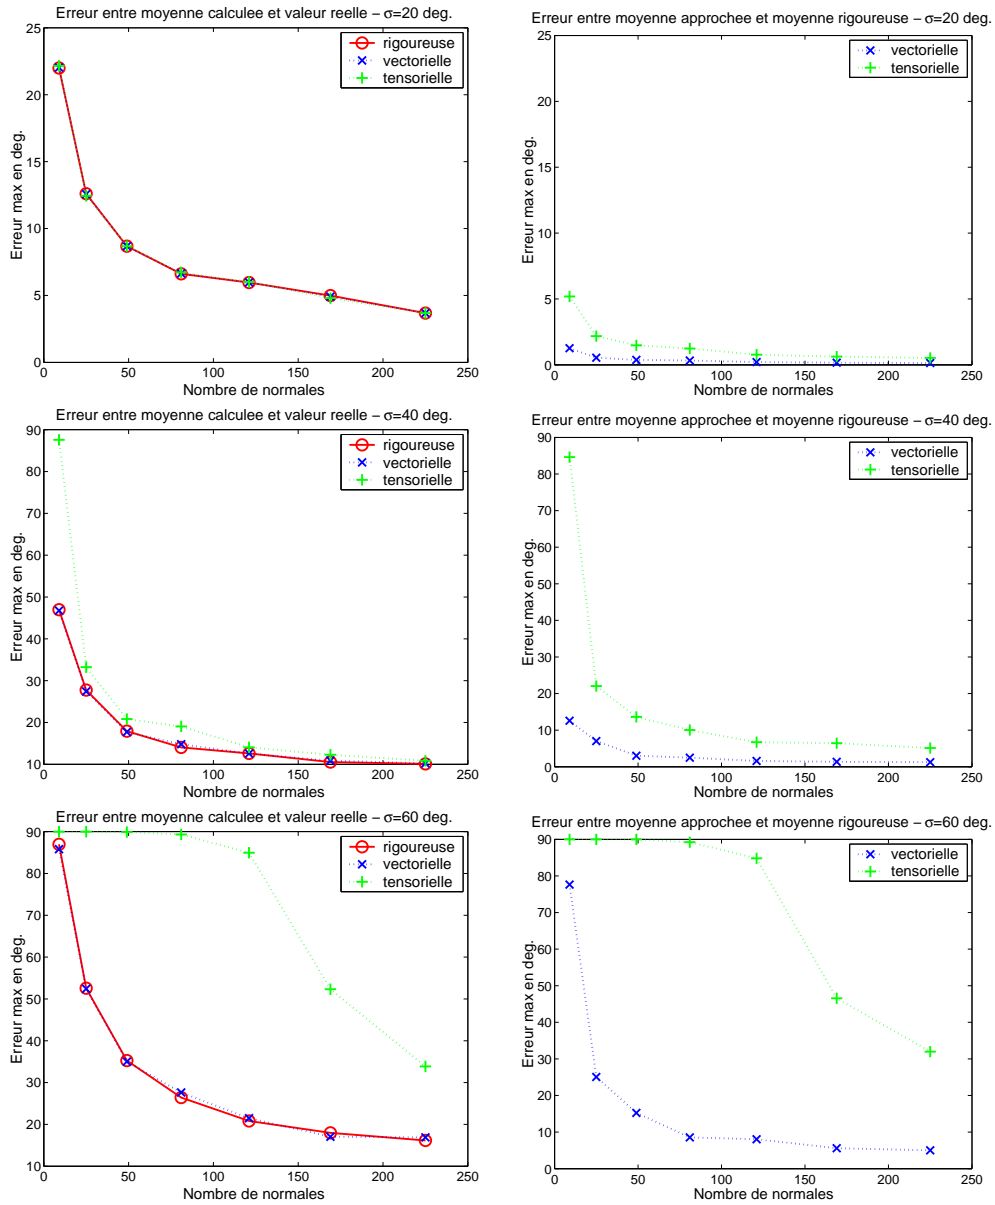 Erreur entre moyenne calculee et valeur reelle – σ=20 deg.
25
20
15
10
5
0
0 50 100 150 200 250
Erreur max en deg.
Nombre de normales
rigoureuse
vectorielle
tensorielle
Erreur entre moyenne approchee et moyenne rigoureuse – σ=20 deg.
25
20
15
10
5
0
0 50 100 150 200 250
Erreur max en deg.
Nombre de normales
vectorielle
tensorielle
Erreur entre moyenne calculee et valeur reelle – σ=40 deg.
90
80
70
60
50
40
30
20
10
0 50 100 150 200 250
Erreur max en deg.
Nombre de normales
rigoureuse
vectorielle
tensorielle
Erreur entre moyenne approchee et moyenne rigoureuse – σ=40 deg.
90
80
70
60
50
40
30
20
10
0
0 50 100 150 200 250
Erreur max en deg.
Nombre de normales
vectorielle
tensorielle
Erreur entre moyenne calculee et valeur reelle – σ=60 deg.
90
80
70
60
50
40
30
20
10
0 50 100 150 200 250
Erreur max en deg.
Nombre de normales
rigoureuse
vectorielle
tensorielle
Erreur entre moyenne approchee et moyenne rigoureuse – σ=60 deg.
90
80
70
60
50
40
30
20
10
0
0 50 100 150 200 250
Erreur max en deg.
Nombre de normales
vectorielle
tensorielle